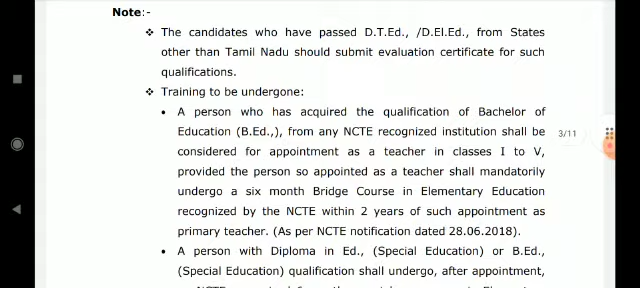 Note:-
❖ The candidates who have passed D.T.Ed., /D.El.Ed., from States
other than Tamil Nadu should submit evaluation certificate for such
qualifications.
❖ Training to be undergone:
• A person who has acquired the qualification of Bachelor of
Education (B.Ed.,), from any NCTE recognized institution shall be
considered for appointment as a teacher in classes I to V,
provided the person so appointed as a teacher shall mandatorily
undergo a six month Bridge Course in Elementary Education
recognized by the NCTE within 2 years of such appointment as
primary teacher. (As per NCTE notification dated 28.06.2018).
• A person with Diploma in Ed., (Special Education) or B.Ed.,
(Special Education) qualification shall undergo, after appointment,
3/11